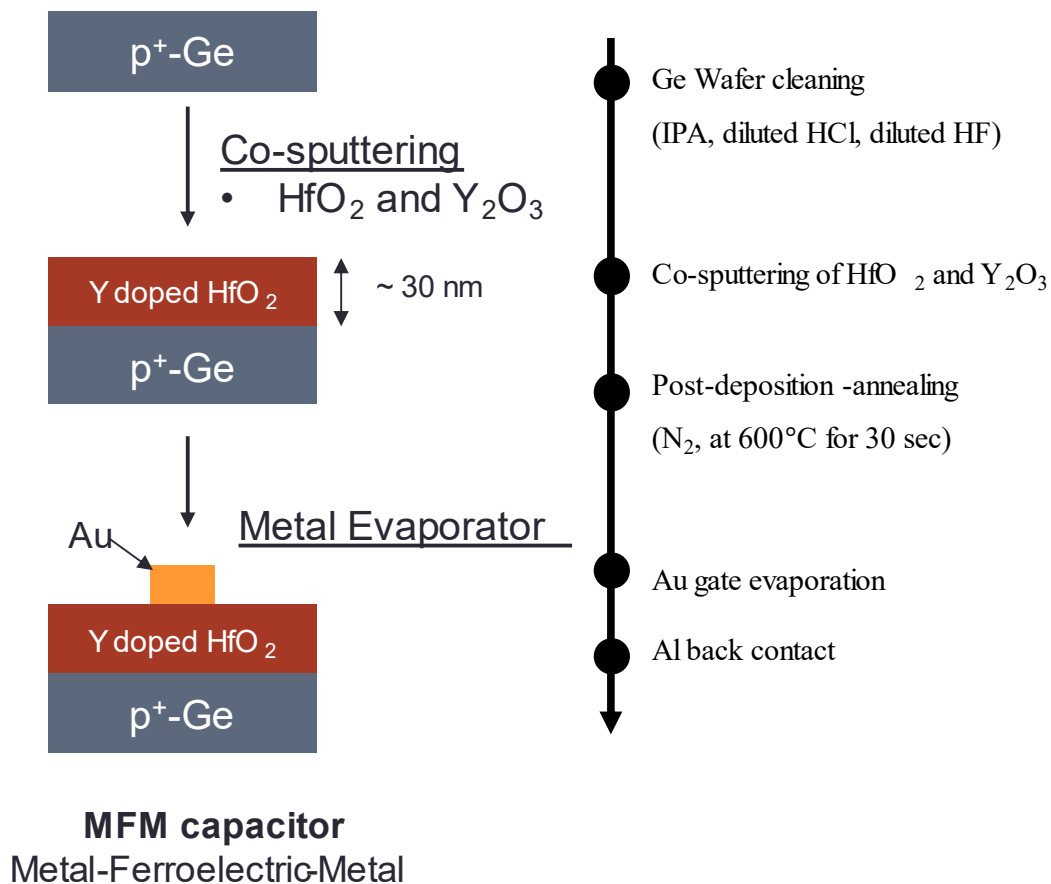 p⁺-Ge
Co-sputtering
• HfO₂ and Y₂O₃
Y doped HfO₂
~ 30 nm
p⁺-Ge
Metal Evaporator
Au
Y doped HfO₂
p⁺-Ge
MFM capacitor
Metal-Ferroelectric-Metal
Ge Wafer cleaning
(IPA, diluted HCl, diluted HF)
Co-sputtering of HfO₂ and Y₂O₃
Post-deposition -annealing
(N₂, at 600°C for 30 sec)
Au gate evaporation
Al back contact